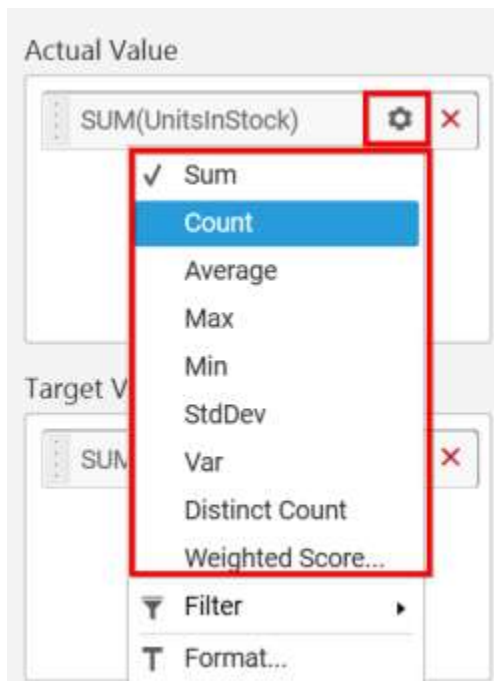 Actual Value
SUM(UnitsInStock)
Sum
Count
Average
Max
Min
Target V
StdDev
SUM
Var
Distinct Count
Weighted Score...
Filter
Format...